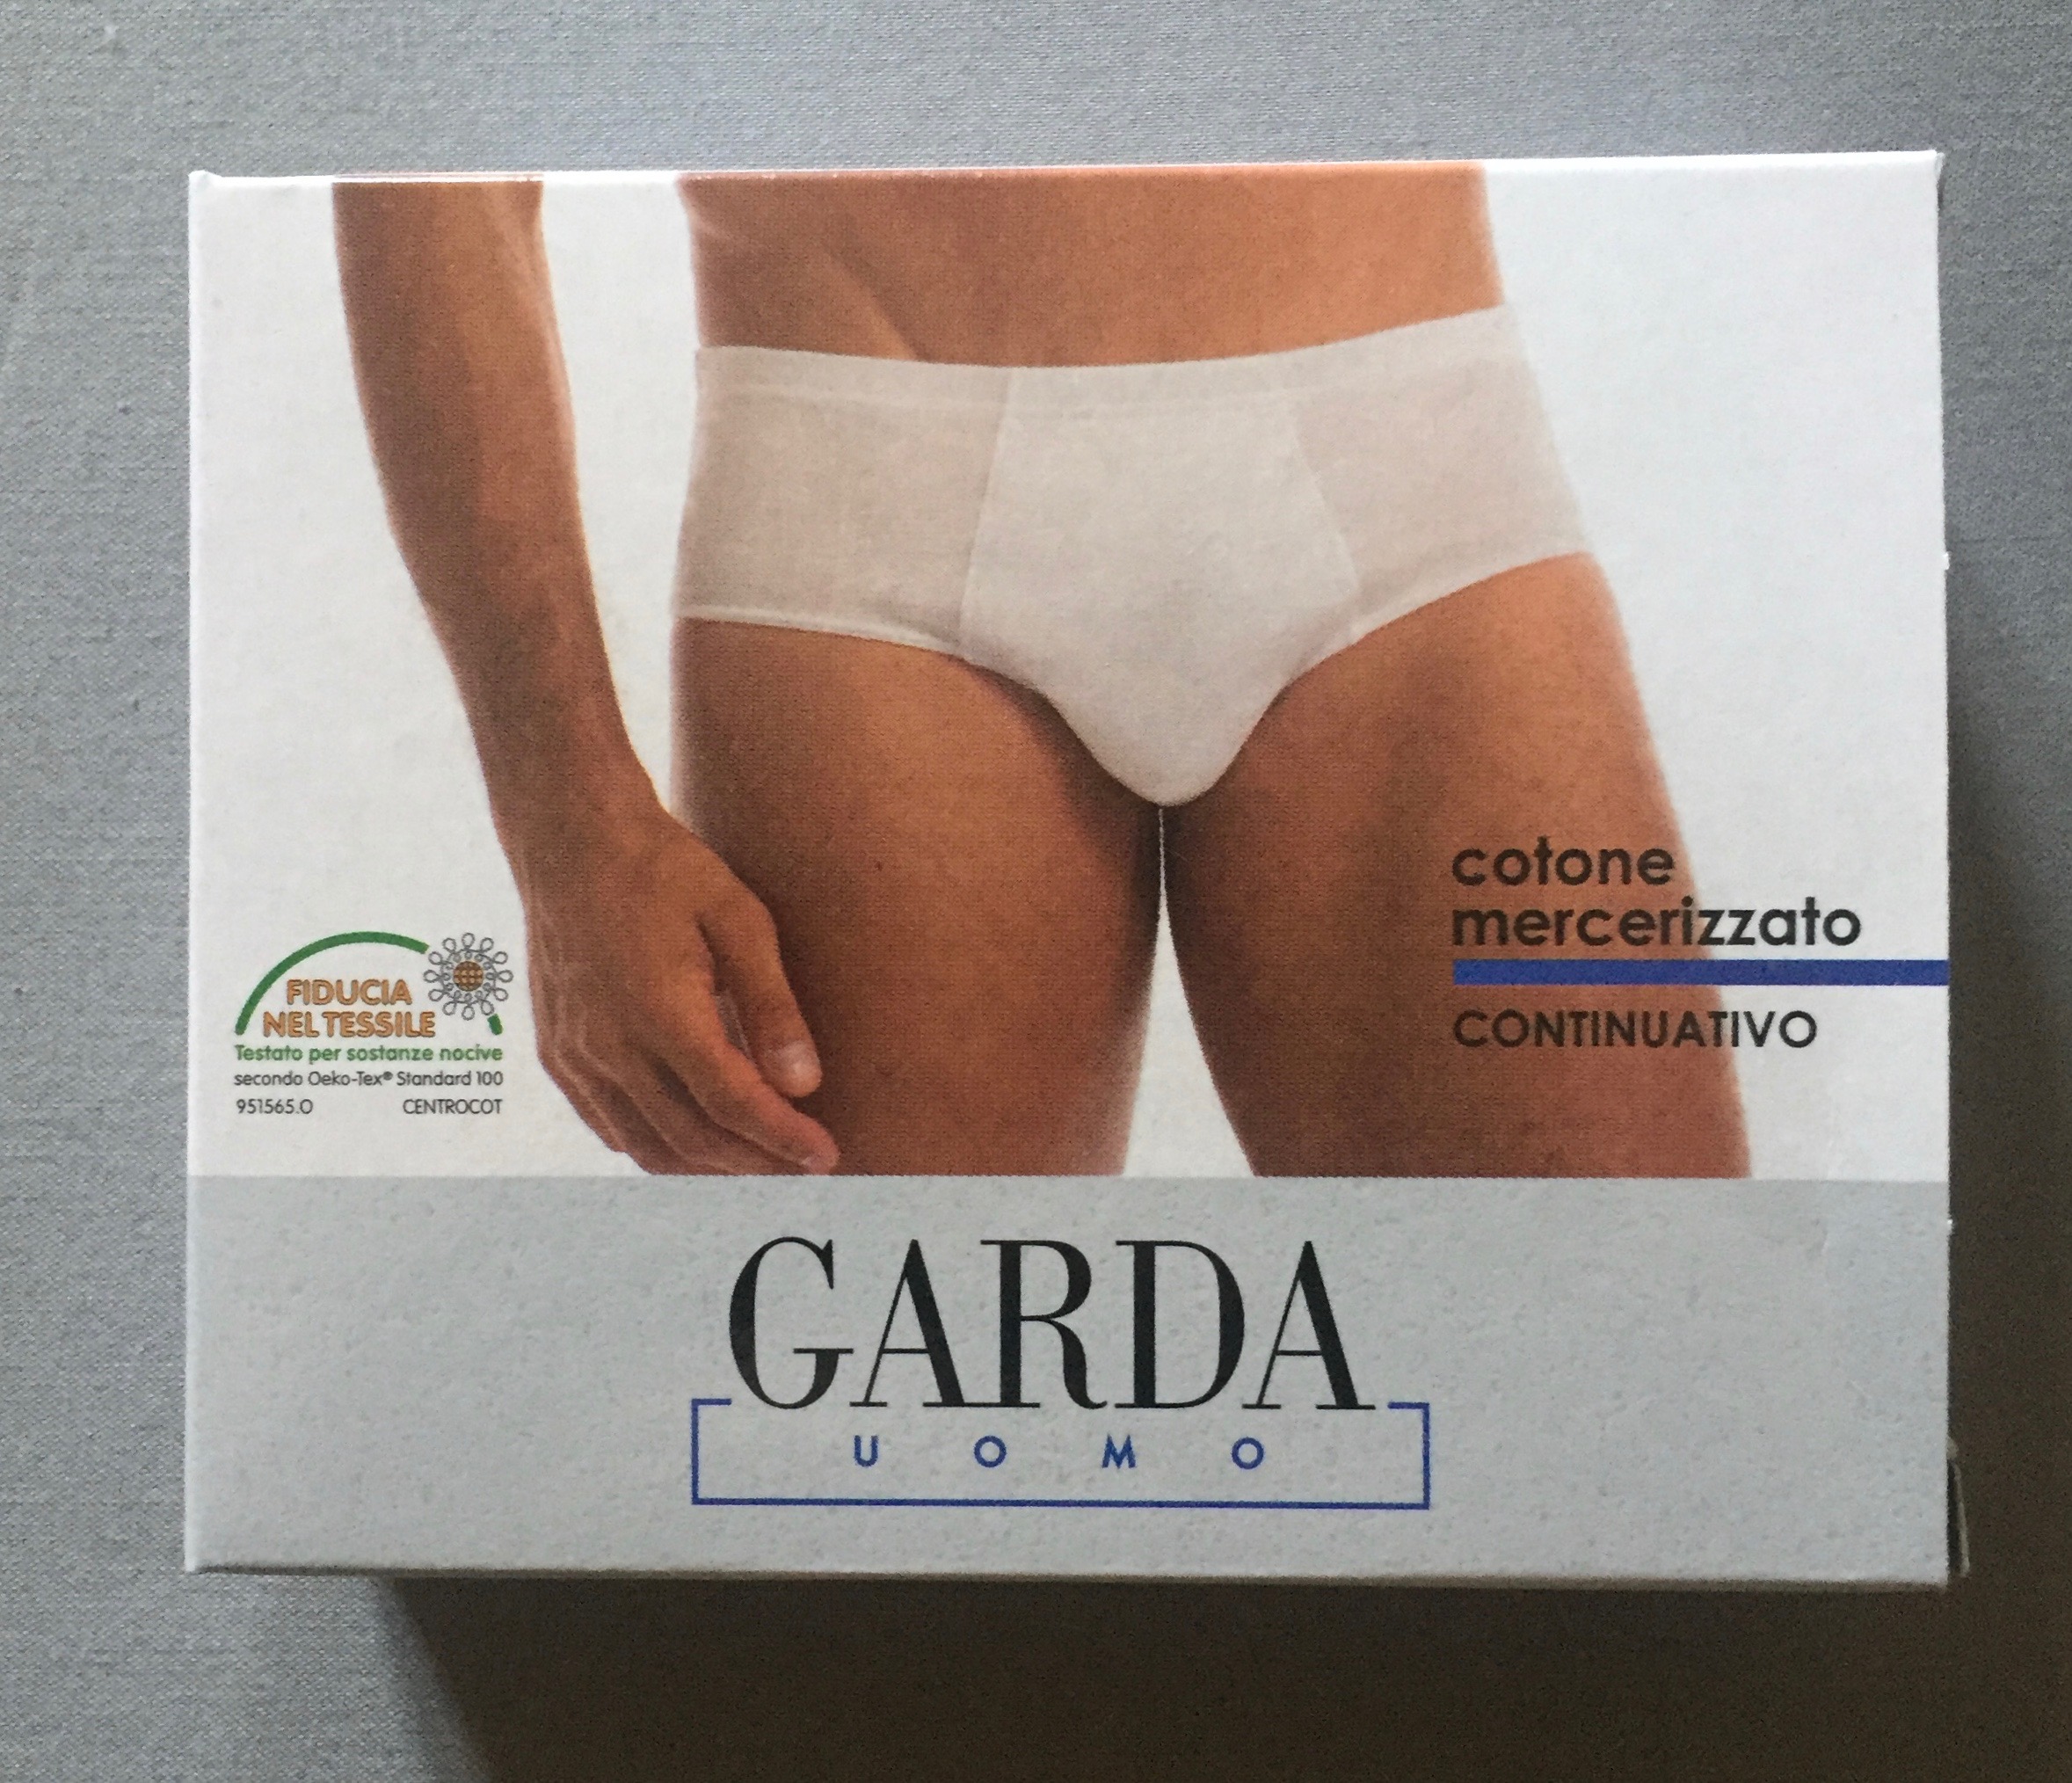 cotone
mercerizzato
CONTINUATIVO
FIDUCIA
NEL TESSILE
Testato per sostanze nocive
secondo Oeko-Tex® Standard 100
951565.O CENTROCOT
GARDA
UOMO